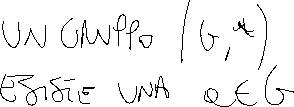 UN GRUPPO (G,*)
ESISTE UNA e∈G